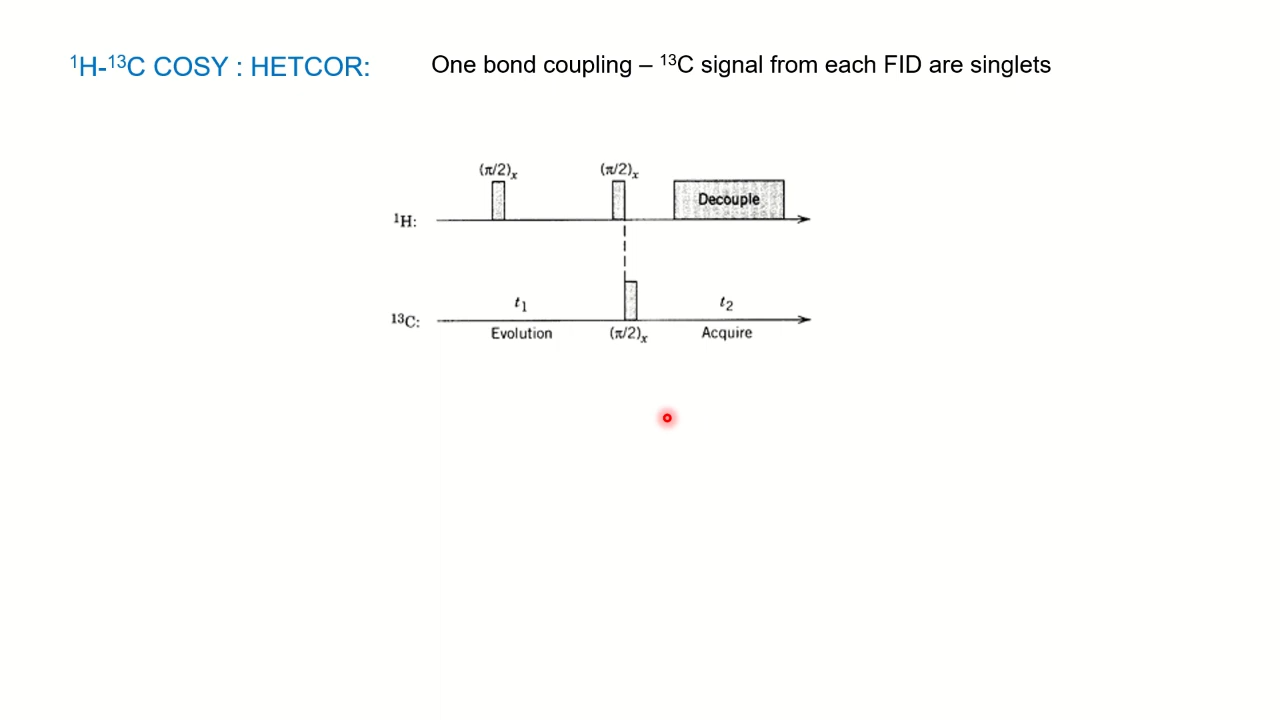 ¹H-¹³C COSY : HETCOR:
One bond coupling – ¹³C signal from each FID are singlets
(π/2)ₓ (π/2)ₓ
Decouple
¹H:
t₁ t₂
¹³C:
Evolution (π/2)ₓ Acquire